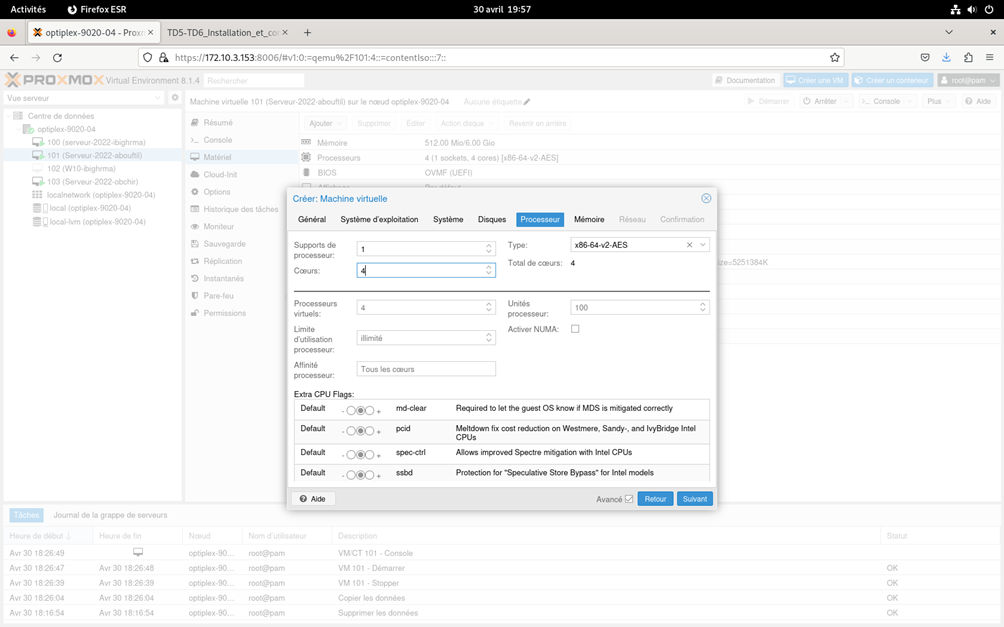 Activités Firefox ESR 30 avril 19:57
optiplex-9020-04 - Proxm × TD5-TD6_Installation_et_co × +
https://172.10.3.153:8006/#v1:0:=qemu%2F101:4::=contentIso:::7::
PROXMOX Virtual Environment 8.1.4 Rechercher Documentation Créer une VM Créer un conteneur root@pam
Vue serveur Machine virtuelle 101 (Serveur-2022-abouftil) sur le nœud optiplex-9020-04 Aucune étiquette Démarrer Arrêter Console Plus Aide
Centre de données
optiplex-9020-04
100 (serveur-2022-ibighrma)
101 (Serveur-2022-aboutfil)
102 (W10-ibighrma)
103 (Serveur-2022-obchir)
localnetwork (optiplex-9020-04)
local (optiplex-9020-04)
local-lvm (optiplex-9020-04)
Résumé
Console
Matériel
Cloud-Init
Options
Historique des tâches
Moniteur
Sauvegarde
Réplication
Instantanés
Pare-feu
Permissions
Ajouter Supprimer Éditer Action disque Revenir en arrière
Mémoire 512.00 Mio/6.00 Gio
Processeurs 4 (1 sockets, 4 cores) [x86-64-v2-AES]
BIOS OVMF (UEFI)
size=5251384K
Créer: Machine virtuelle
Général Système d'exploitation Système Disques Processeur Mémoire Réseau Confirmation
Supports de processeur: 1 Type: x86-64-v2-AES
Cœurs: 4 Total de cœurs: 4
Processeurs virtuels: 4 Unités processeur: 100
Limite d'utilisation processeur: illimité Activer NUMA:
Affinité processeur: Tous les cœurs
Extra CPU Flags:
Default - + md-clear Required to let the guest OS know if MDS is mitigated correctly
Default - + pcid Meltdown fix cost reduction on Westmere, Sandy-, and IvyBridge Intel CPUs
Default - + spec-ctrl Allows improved Spectre mitigation with Intel CPUs
Default - + ssbd Protection for "Speculative Store Bypass" for Intel models
Aide Avancé Retour Suivant
Tâches Journal de la grappe de serveurs
Heure de début ↓ Heure de fin Nœud Nom d'utilisateur Description Statut
Avr 30 18:26:49 optiplex-90... root@pam VM/CT 101 - Console
Avr 30 18:26:47 Avr 30 18:26:48 optiplex-90... root@pam VM 101 - Démarrer OK
Avr 30 18:26:39 Avr 30 18:26:39 optiplex-90... root@pam VM 101 - Stopper OK
Avr 30 18:26:04 Avr 30 18:26:04 optiplex-90... root@pam Copier les données OK
Avr 30 18:16:54 Avr 30 18:16:54 optiplex-90... root@pam Supprimer les données OK